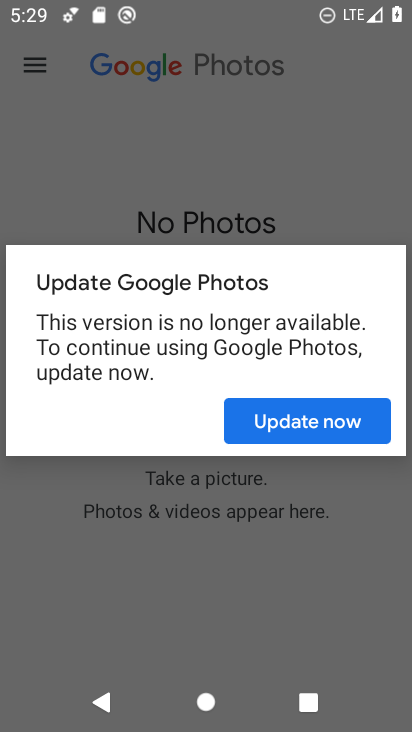 5:29
LTE
Google Photos
No Photos
Update Google Photos
This version is no longer available.
To continue using Google Photos,
update now.
Update now
Take a picture.
Photos & videos appear here.